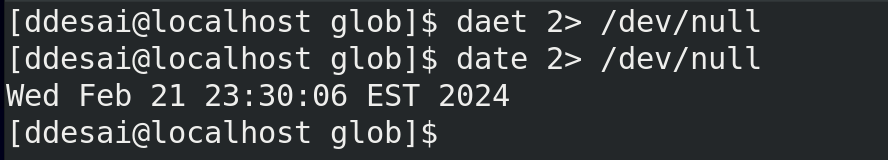 [ddesai@localhost glob]$ daet 2> /dev/null
[ddesai@localhost glob]$ date 2> /dev/null
Wed Feb 21 23:30:06 EST 2024
[ddesai@localhost glob]$